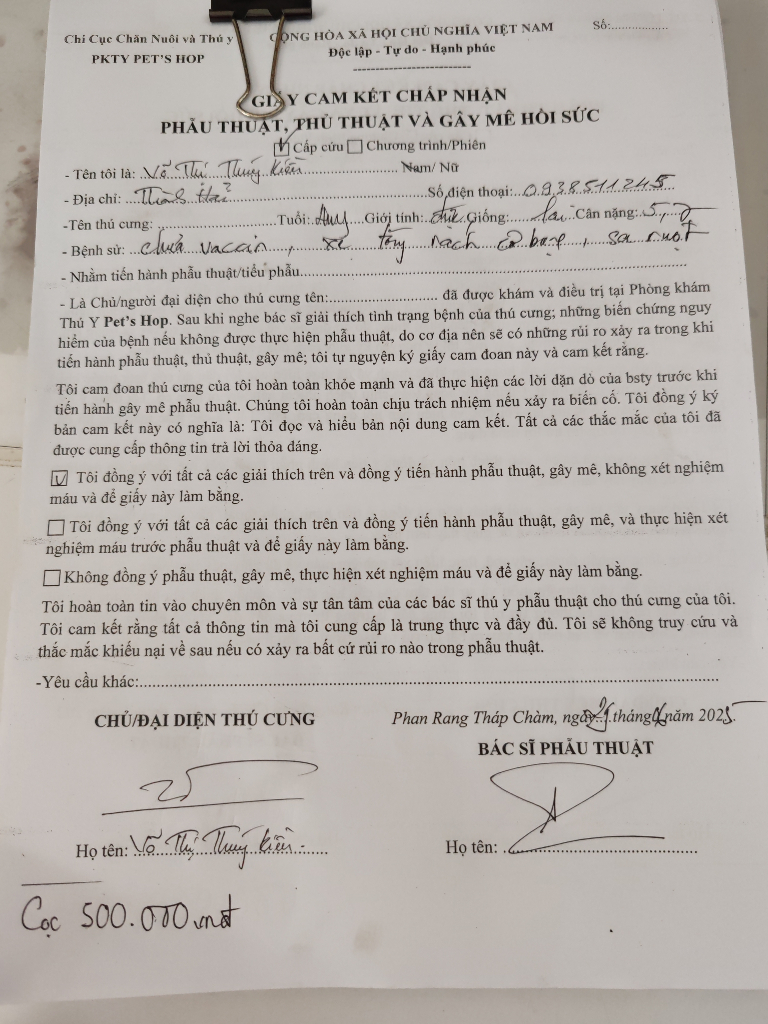 Chi Cục Chăn Nuôi và Thú y
PKTY PET'S HOP
CỘNG HÒA XÃ HỘI CHỦ NGHĨA VIỆT NAM
Độc lập - Tự do - Hạnh phúc
Số:................
GIẤY CAM KẾT CHẤP NHẬN
PHẪU THUẬT, THỦ THUẬT VÀ GÂY MÊ HỒI SỨC
☑ Cấp cứu ☐ Chương trình/Phiên
- Tên tôi là: Võ Thị Thúy Kiều Nam/ Nữ
- Địa chỉ: Thành Hải Số điện thoại: 0938511245
-Tên thú cưng: Tuổi: Giới tính: đực Giống: lai Cân nặng: 5,
- Bệnh sử: chưa vacxin, nách, sa ruột
- Nhằm tiến hành phẫu thuật/tiểu phẫu
- Là Chủ/người đại diện cho thú cưng tên: đã được khám và điều trị tại Phòng khám
Thú Y Pet's Hop. Sau khi nghe bác sĩ giải thích tình trạng bệnh của thú cưng; những biến chứng nguy
hiểm của bệnh nếu không được thực hiện phẫu thuật, do cơ địa nên sẽ có những rủi ro xảy ra trong khi
tiến hành phẫu thuật, thủ thuật, gây mê; tôi tự nguyện ký giấy cam đoan này và cam kết rằng.
Tôi cam đoan thú cưng của tôi hoàn toàn khỏe mạnh và đã thực hiện các lời dặn dò của bsty trước khi
tiến hành gây mê phẫu thuật. Chúng tôi hoàn toàn chịu trách nhiệm nếu xảy ra biến cố. Tôi đồng ý ký
bản cam kết này có nghĩa là: Tôi đọc và hiểu bản nội dung cam kết. Tất cả các thắc mắc của tôi đã
được cung cấp thông tin trả lời thỏa dáng.
☑ Tôi đồng ý với tất cả các giải thích trên và đồng ý tiến hành phẫu thuật, gây mê, không xét nghiệm
máu và để giấy này làm bằng.
☐ Tôi đồng ý với tất cả các giải thích trên và đồng ý tiến hành phẫu thuật, gây mê, và thực hiện xét
nghiệm máu trước phẫu thuật và để giấy này làm bằng.
☐ Không đồng ý phẫu thuật, gây mê, thực hiện xét nghiệm máu và để giấy này làm bằng.
Tôi hoàn toàn tin vào chuyên môn và sự tân tâm của các bác sĩ thú y phẫu thuật cho thú cưng của tôi.
Tôi cam kết rằng tất cả thông tin mà tôi cung cấp là trung thực và đầy đủ. Tôi sẽ không truy cứu và
thắc mắc khiếu nại về sau nếu có xảy ra bất cứ rủi ro nào trong phẫu thuật.
-Yêu cầu khác:
CHỦ/ĐẠI DIỆN THÚ CƯNG
Phan Rang Tháp Chàm, ngày tháng năm 2025
BÁC SĨ PHẪU THUẬT
Họ tên: Võ Thị Thúy Kiều
Họ tên:
Cọc 500.000 vnđ